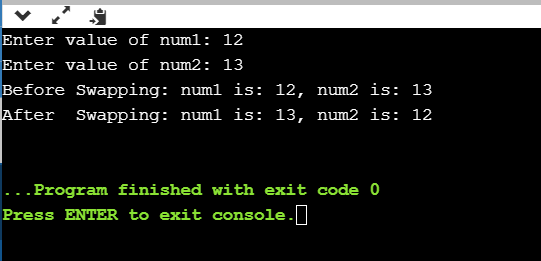 Enter value of num1: 12
Enter value of num2: 13
Before Swapping: num1 is: 12, num2 is: 13
After  Swapping: num1 is: 13, num2 is: 12
...Program finished with exit code 0
Press ENTER to exit console.